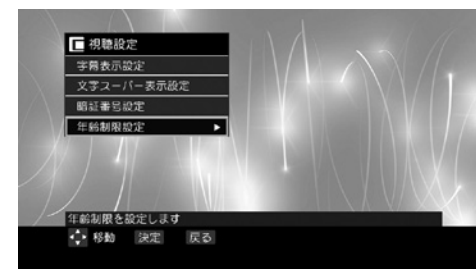 視聴設定
字幕表示設定
文字スーパー表示設定
暗証番号設定
年齢制限設定 ▶
年齢制限を設定します
移動 決定 戻る